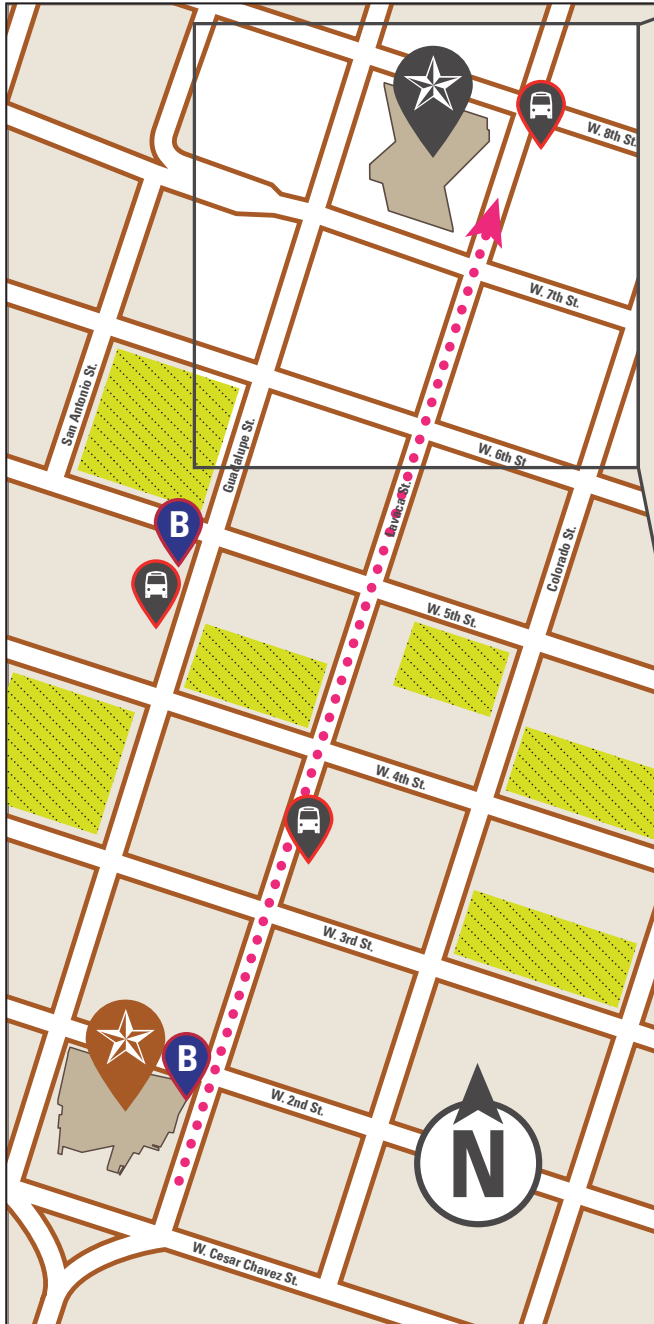 W. 8th St.
W. 7th St.
San Antonio St.
Guadalupe St.
W. 6th St.
Lavaca St.
Colorado St.
B
W. 5th St.
W. 4th St.
W. 3rd St.
B
W. 2nd St.
N
W. Cesar Chavez St.